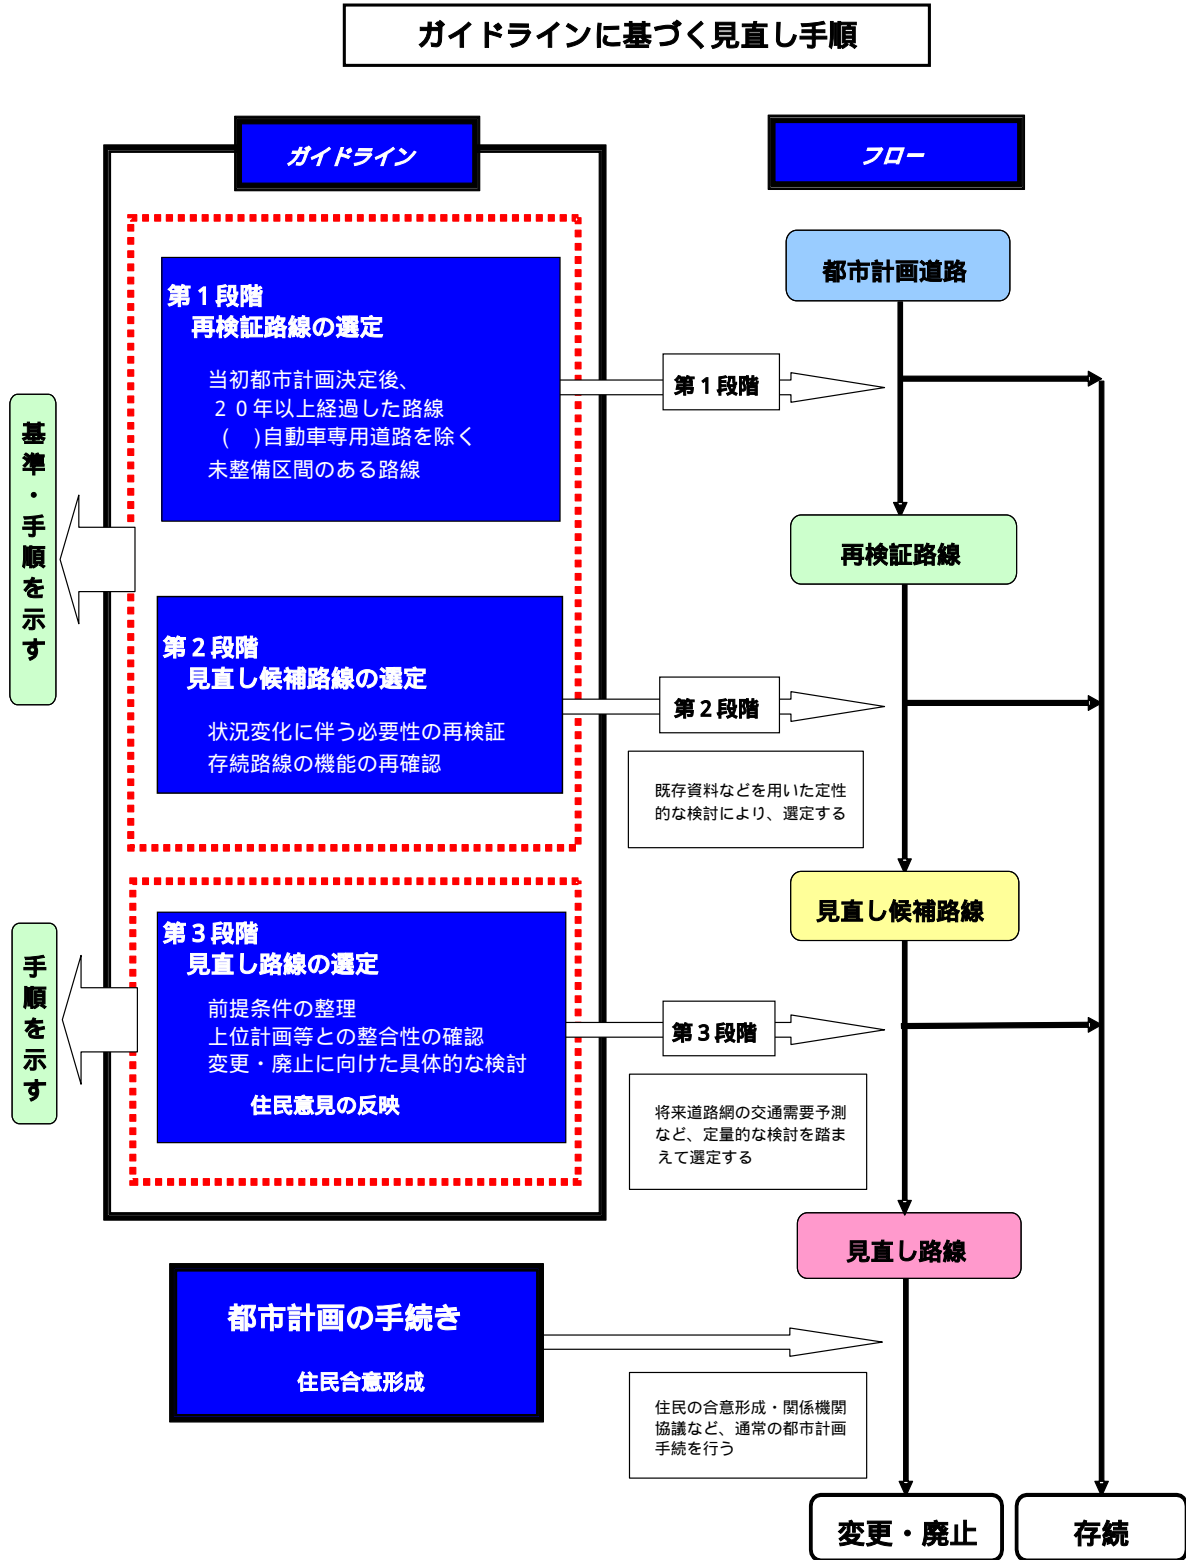 ガイドラインに基づく見直し手順
ガイドライン
フロー
基準・手順を示す
第1段階
再検証路線の選定
当初都市計画決定後、
20年以上経過した路線
( )自動車専用道路を除く
未整備区間のある路線
第2段階
見直し候補路線の選定
状況変化に伴う必要性の再検証
存続路線の機能の再確認
手順を示す
第3段階
見直し路線の選定
前提条件の整理
上位計画等との整合性の確認
変更・廃止に向けた具体的な検討
住民意見の反映
都市計画の手続き
住民合意形成
都市計画道路
第1段階
再検証路線
第2段階
既存資料などを用いた定性
的な検討により、選定する
見直し候補路線
第3段階
将来道路網の交通需要予測
など、定量的な検討を踏ま
えて選定する
見直し路線
住民の合意形成・関係機関
協議など、通常の都市計画
手続を行う
変更・廃止
存続